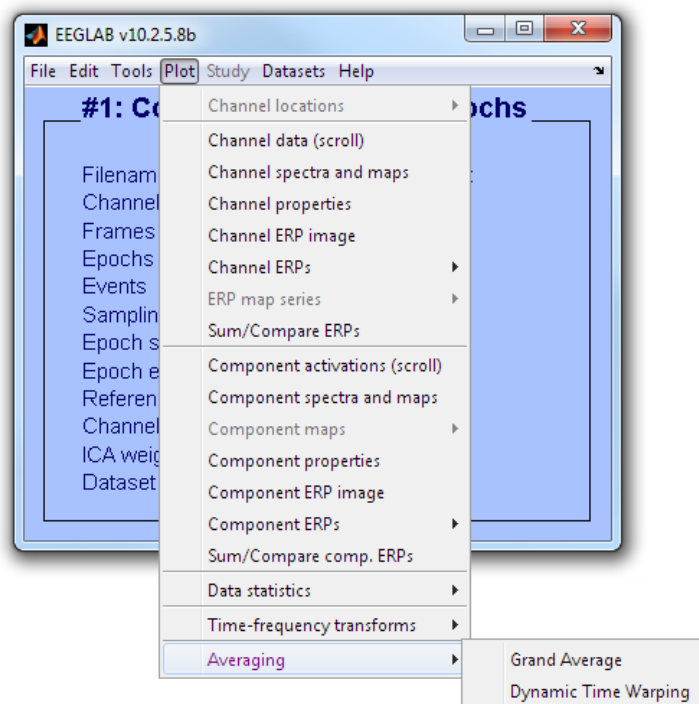 EEGLAB v10.2.5.8b
File Edit Tools Plot Study Datasets Help
#1: Co ochs
Filenam
Channel
Frames
Epochs
Events
Samplin
Epoch s
Epoch e
Referen
Channel
ICA weig
Dataset
Channel locations
Channel data (scroll)
Channel spectra and maps
Channel properties
Channel ERP image
Channel ERPs
ERP map series
Sum/Compare ERPs
Component activations (scroll)
Component spectra and maps
Component maps
Component properties
Component ERP image
Component ERPs
Sum/Compare comp. ERPs
Data statistics
Time-frequency transforms
Averaging
Grand Average
Dynamic Time Warping